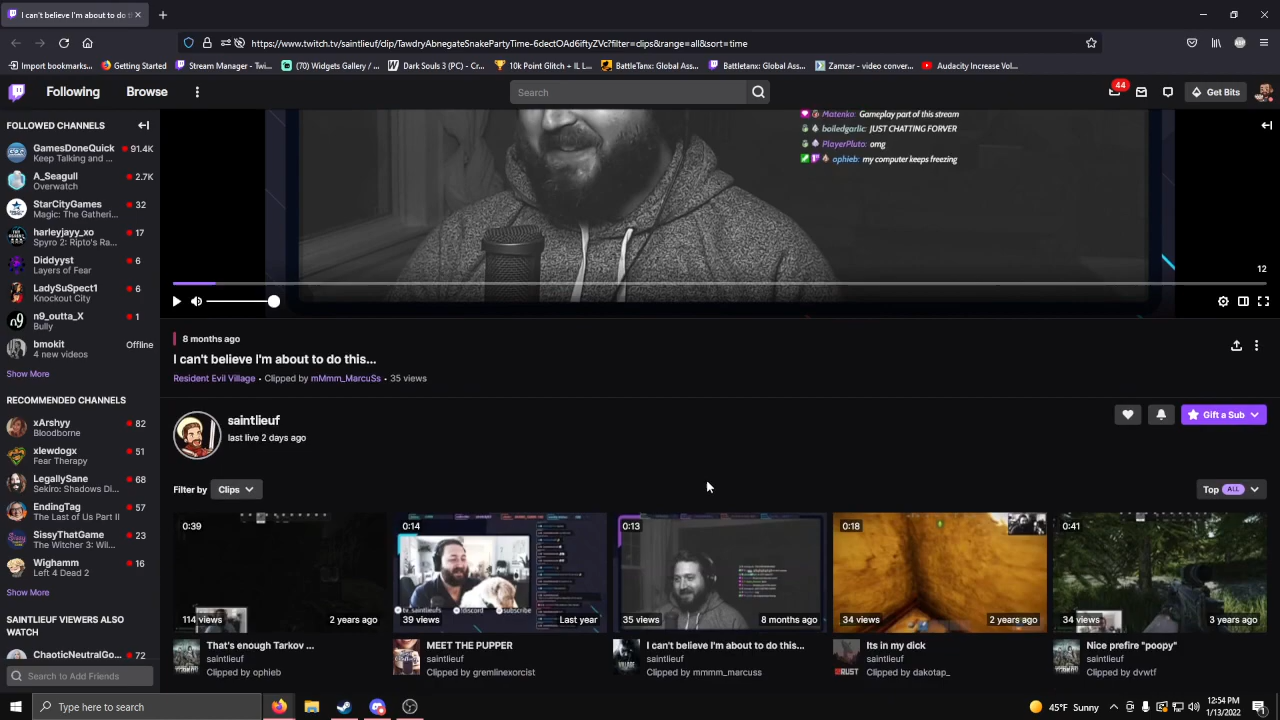 I can't believe I'm about to do th
https://www.twitch.tv/saintlieuf/clip/TawdryAbnegateSnakePartyTime-6dectOAd6iftyZVc?filter=clips&range=all&sort=time
Import bookmarks...
Getting Started
Stream Manager - Twi...
(70) Widgets Gallery / ...
Dark Souls 3 (PC) - Cr...
10k Point Glitch + IL L...
BattleTanx: Global Ass...
Battletanx: Global Ass...
Zamzar - video conver...
Audacity Increase Vol...
Following
Browse
Search
44
Get Bits
FOLLOWED CHANNELS
GamesDoneQuick 91.4K
Keep Talking and ...
A_Seagull 2.7K
Overwatch
StarCityGames 32
Magic: The Gatheri...
harleyjayy_xo 17
Spyro 2: Ripto's Ra...
Diddyyst 6
Layers of Fear
LadySuSpect1 6
Knockout City
n9_outta_X 1
Bully
bmokit Offline
4 new videos
Show More
RECOMMENDED CHANNELS
xArshyy 82
Bloodborne
xlewdogx 51
Fear Therapy
LegallySane 68
Sekiro: Shadows Di...
EndingTag 57
The Last of Us Part II
SissyThatGame 23
The Witcher 3: Wil...
Wighamm 16
Left 4 Dead 2
Show More
SAINTLIEUF VIEWERS ALSO
WATCH
ChaoticNeutralGo... 72
Search to Add Friends
Matenko: Gameplay part of this stream
boiledgarlic: JUST CHATTING FORVER
PlayerPluto: omg
ophieb: my computer keeps freezing
12
8 months ago
I can't believe I'm about to do this...
Resident Evil Village • Clipped by mMmm_MarcuSs • 35 views
saintlieuf
last live 2 days ago
Gift a Sub
Filter by Clips
Top ALL
0:39
114 views 2 years ago
That's enough Tarkov ...
saintlieuf
Clipped by ophieb
0:14
tv_saintlieufs !discord subscribe
39 views Last year
MEET THE PUPPER
saintlieuf
Clipped by gremlinexorcist
0:13
35 views 8 months ago
VILLAGE
I can't believe I'm about to do this...
saintlieuf
Clipped by mmmm_marcuss
0:18
34 views 2 years ago
RUST
Its in my dick
saintlieuf
Clipped by dakotap_
0:41
34 views 3 years ago
Nice prefire "poopy"
saintlieuf
Clipped by dvwtf
Type here to search
45°F Sunny
12:54 PM
1/13/2022
1